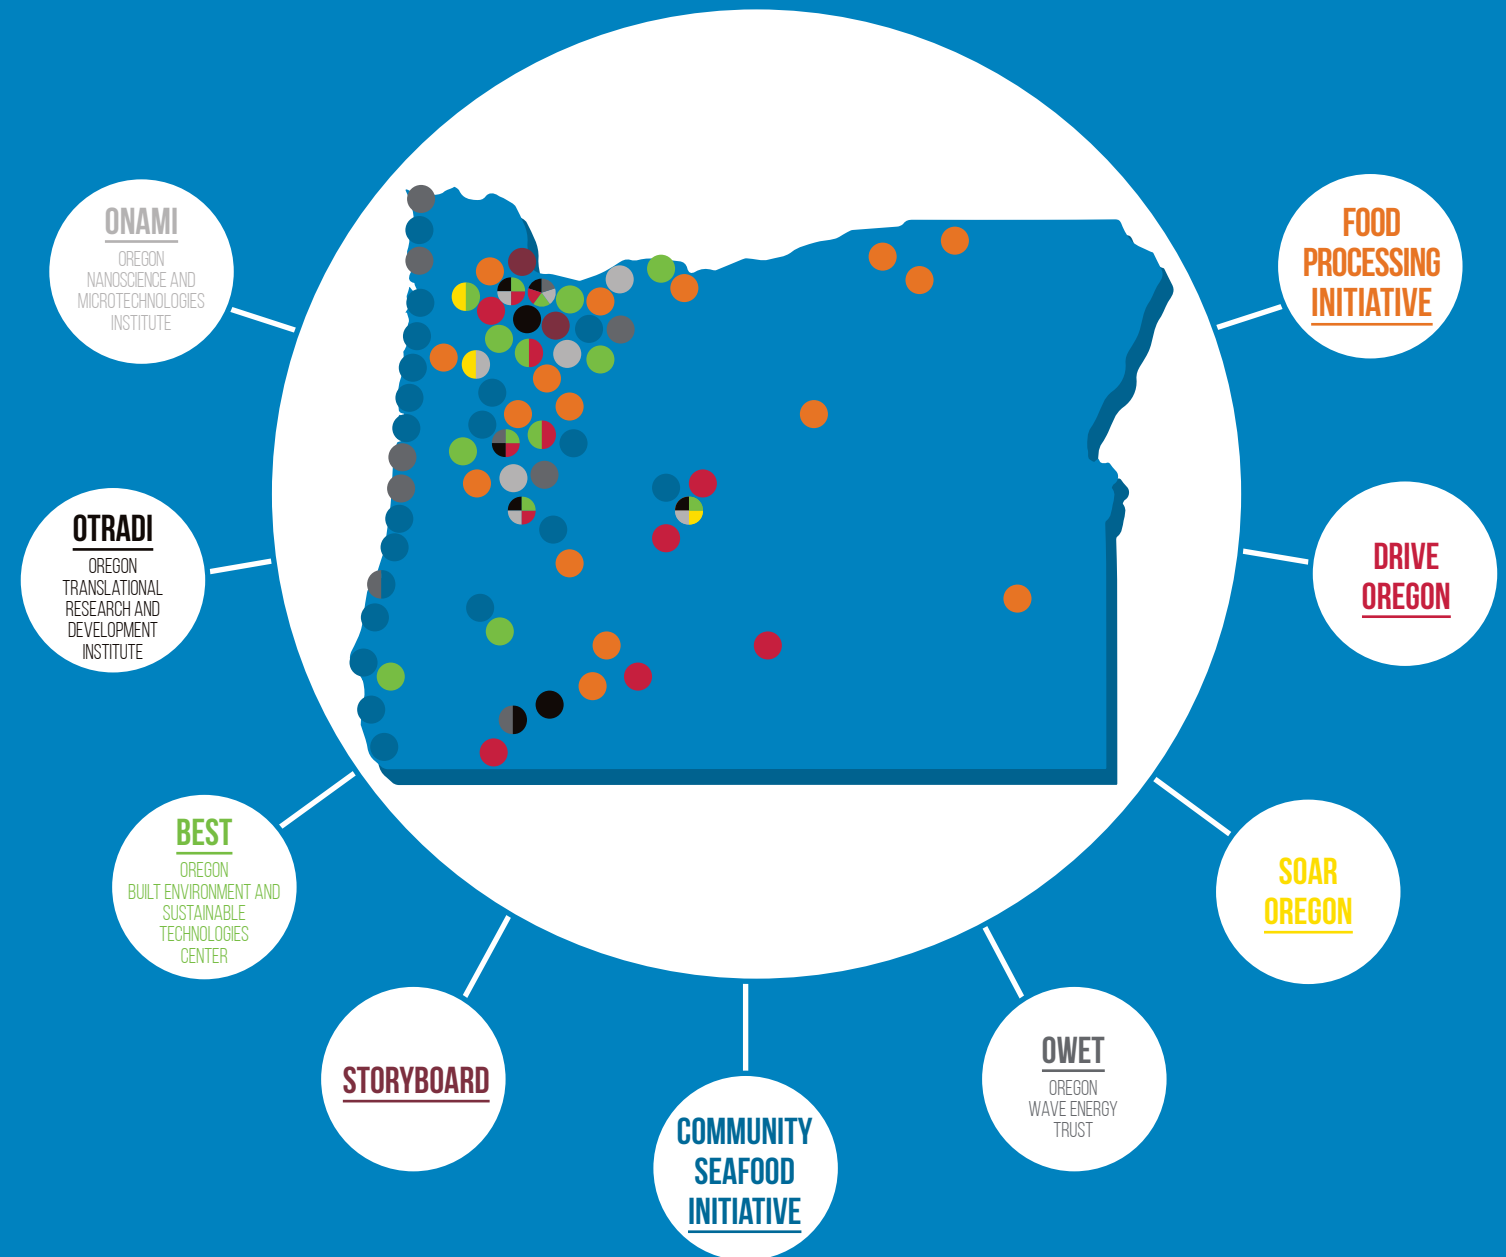 ONAMI
OREGON
NANOSCIENCE AND
MICROTECHNOLOGIES
INSTITUTE
OTRADI
OREGON
TRANSLATIONAL
RESEARCH AND
DEVELOPMENT
INSTITUTE
BEST
OREGON
BUILT ENVIRONMENT AND
SUSTAINABLE
TECHNOLOGIES
CENTER
STORYBOARD
COMMUNITY
SEAFOOD
INITIATIVE
OWET
OREGON
WAVE ENERGY
TRUST
SOAR
OREGON
DRIVE
OREGON
FOOD
PROCESSING
INITIATIVE